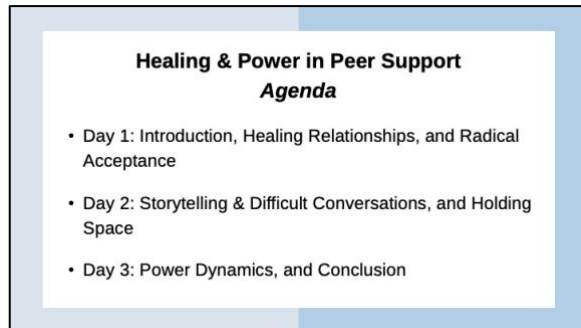 Healing & Power in Peer Support
Agenda
• Day 1: Introduction, Healing Relationships, and Radical
Acceptance
• Day 2: Storytelling & Difficult Conversations, and Holding
Space
• Day 3: Power Dynamics, and Conclusion